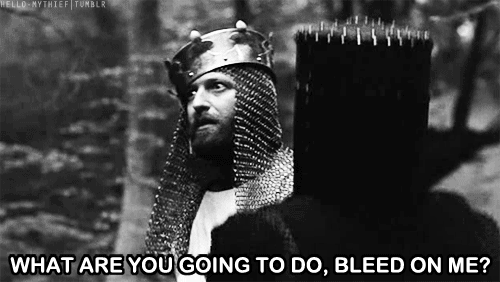 HELLO-MYTHIEF|TUMBLR
WHAT ARE YOU GOING TO DO, BLEED ON ME?